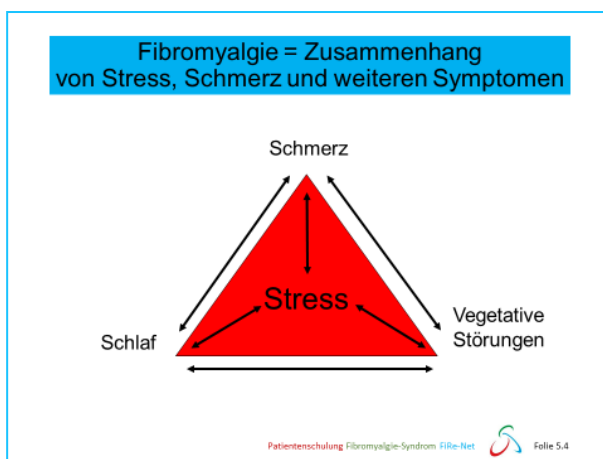 Fibromyalgie = Zusammenhang
von Stress, Schmerz und weiteren Symptomen
Schmerz
Stress
Schlaf
Vegetative
Störungen
Patientenschulung Fibromyalgie-Syndrom FiRe-Net Folie 5.4